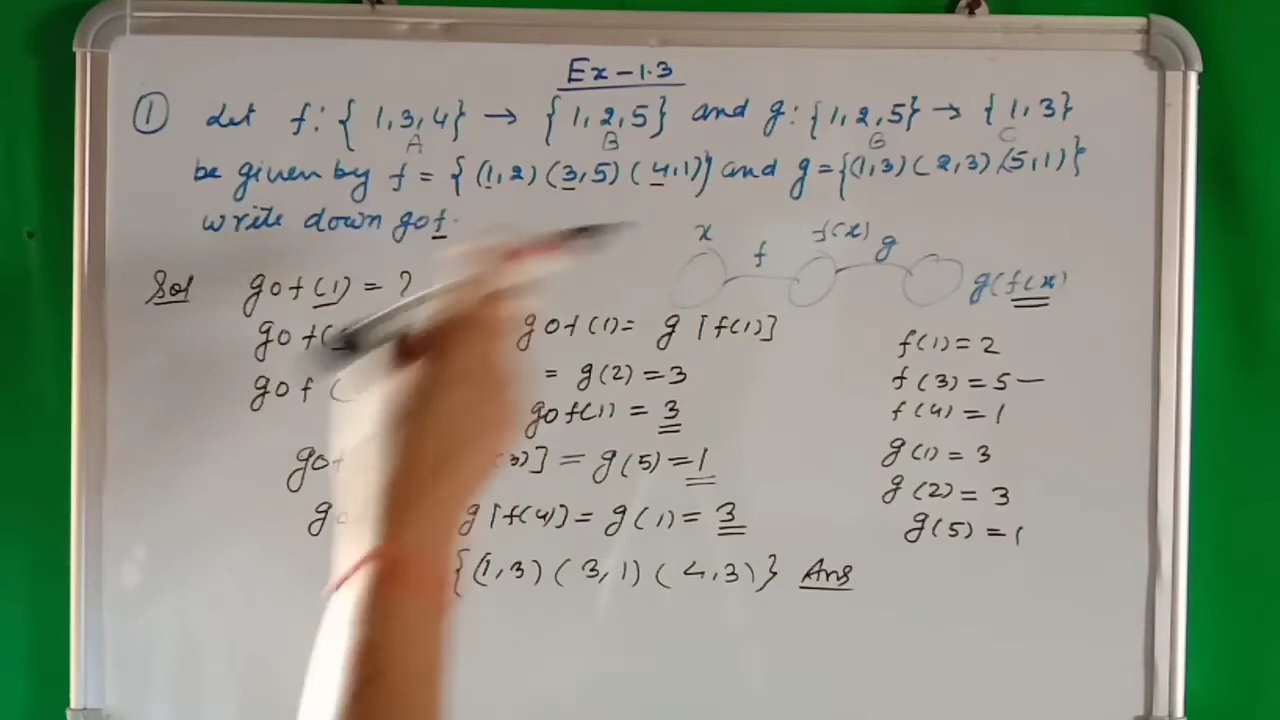 Ex-1.3
① Let f: { 1,3,4} → { 1,2,5} and g: {1,2,5} → { 1,3}
A B B C
be given by f = { (1,2) (3,5) (4,1)} and g = {(1,3) (2,3) (5,1)}
write down gof.
x f f(x) g g(f(x)
Sol gof(1) = ?
gof(
gof(1) = g [f(1)]
f(1) = 2
gof (
= g(2) = 3
f(3) = 5 —
gof(1) = 3
f(4) = 1
3)] = g(5) = 1
g(1) = 3
g(2) = 3
g [f(4)] = g(1) = 3
g(5) = 1
{(1,3) (3,1) (4,3)} Ans